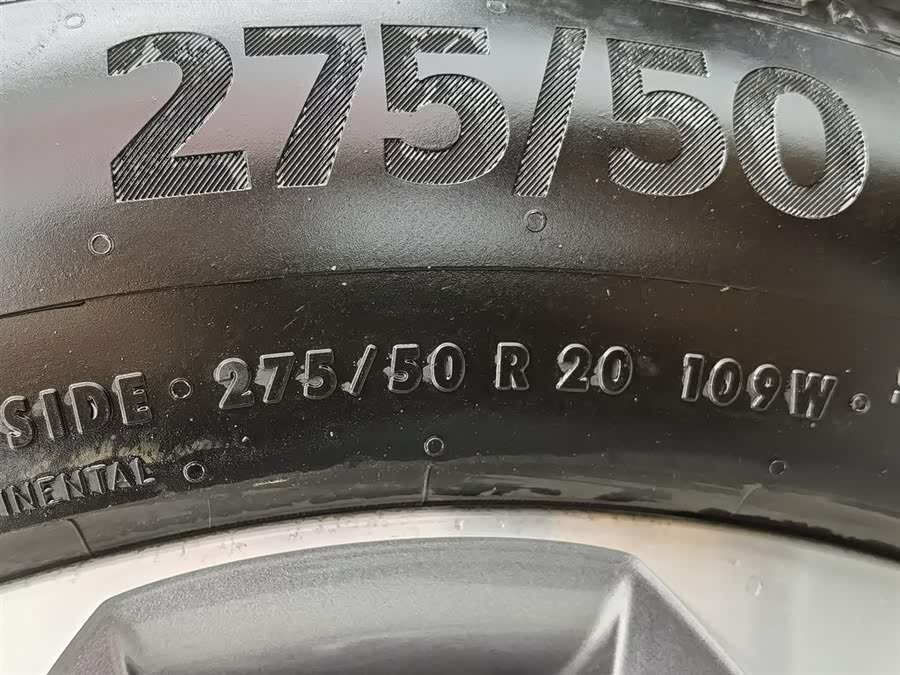 275/50
SIDE • 275/50 R 20 109W •
INENTAL